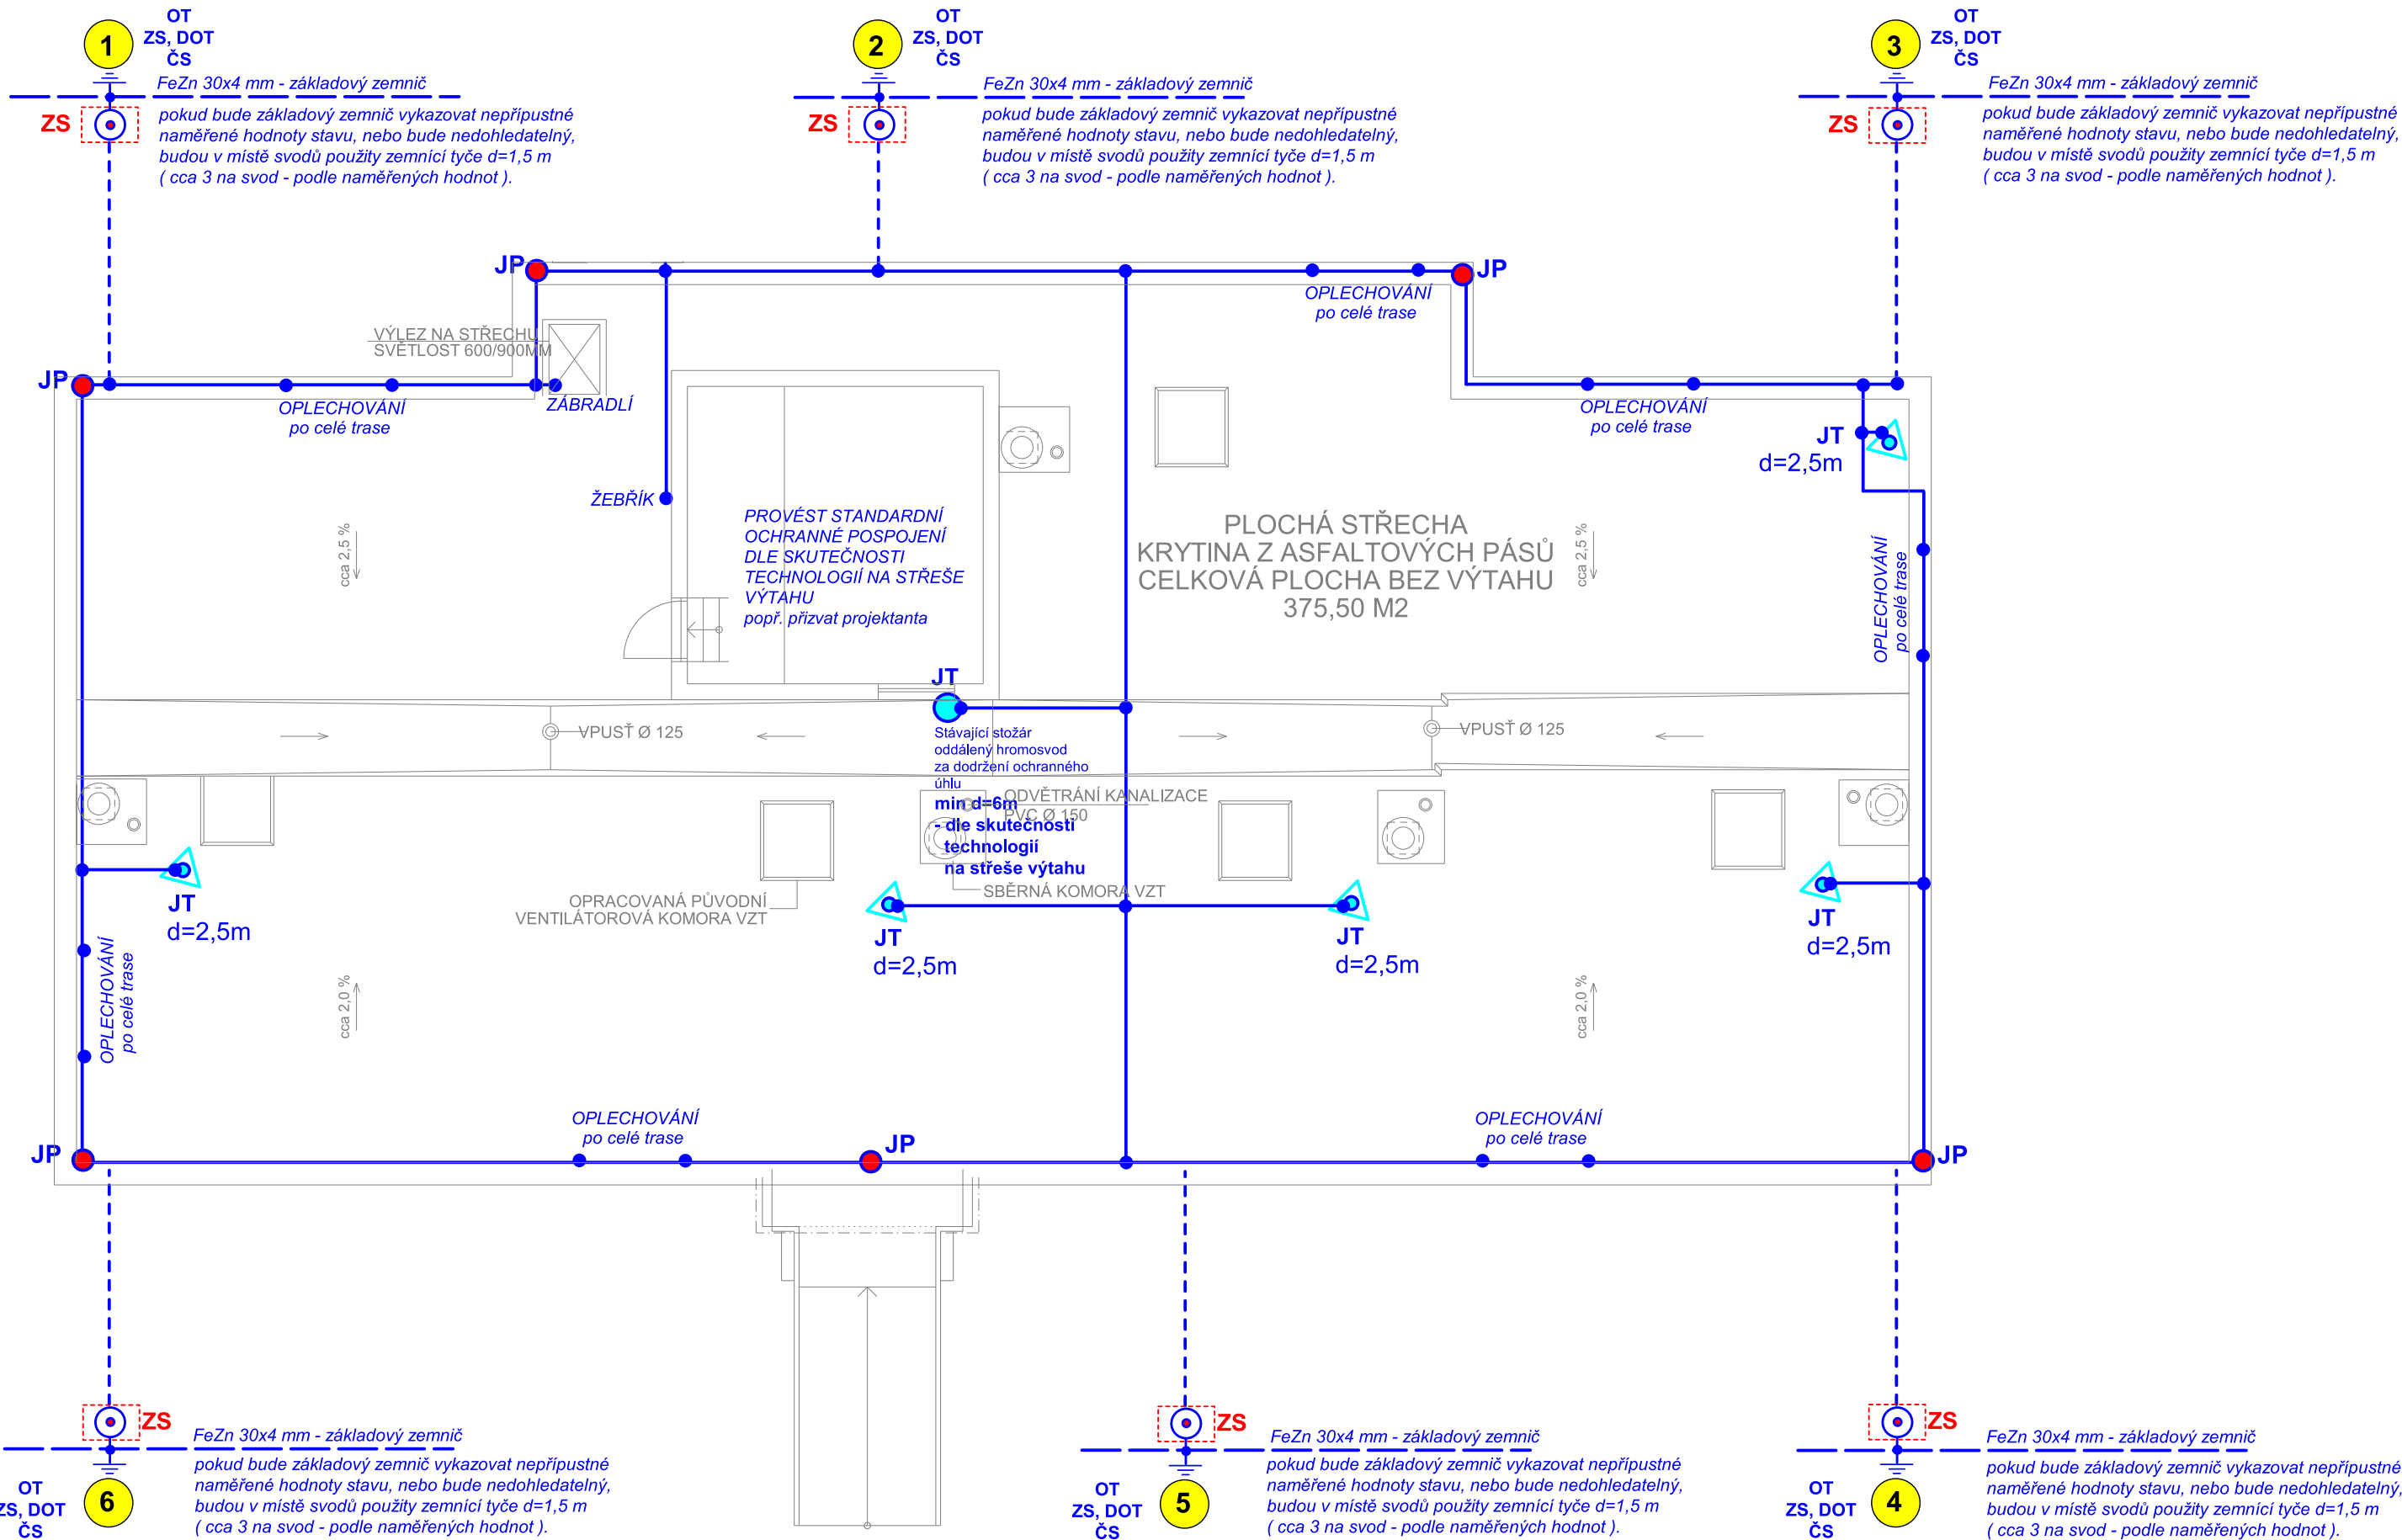 1
OT
ZS, DOT
ČS
FeZn 30x4 mm - základový zemnič
ZS
pokud bude základový zemnič vykazovat nepřípustné
naměřené hodnoty stavu, nebo bude nedohledatelný,
budou v místě svodů použity zemnící tyče d=1,5 m
( cca 3 na svod - podle naměřených hodnot ).
2
OT
ZS, DOT
ČS
FeZn 30x4 mm - základový zemnič
ZS
pokud bude základový zemnič vykazovat nepřípustné
naměřené hodnoty stavu, nebo bude nedohledatelný,
budou v místě svodů použity zemnící tyče d=1,5 m
( cca 3 na svod - podle naměřených hodnot ).
3
OT
ZS, DOT
ČS
FeZn 30x4 mm - základový zemnič
ZS
pokud bude základový zemnič vykazovat nepřípustné
naměřené hodnoty stavu, nebo bude nedohledatelný,
budou v místě svodů použity zemnící tyče d=1,5 m
( cca 3 na svod - podle naměřených hodnot ).
JP
JP
OPLECHOVÁNÍ
po celé trase
VÝLEZ NA STŘECHU
SVĚTLOST 600/900MM
JP
OPLECHOVÁNÍ
po celé trase
ZÁBRADLÍ
OPLECHOVÁNÍ
po celé trase
JT
d=2,5m
ŽEBŘÍK
PROVÉST STANDARDNÍ
OCHRANNÉ POSPOJENÍ
DLE SKUTEČNOSTI
TECHNOLOGIÍ NA STŘEŠE
VÝTAHU
popř. přizvat projektanta
PLOCHÁ STŘECHA
KRYTINA Z ASFALTOVÝCH PÁSŮ
CELKOVÁ PLOCHA BEZ VÝTAHU
375,50 M2
cca 2,5 %
cca 2,5 %
OPLECHOVÁNÍ
po celé trase
JT
VPUSŤ Ø 125
VPUSŤ Ø 125
Stávající stožár
oddálený hromosvod
za dodržení ochranného
úhlu
min d=6m
- dle skutečnosti
technologií
na střeše výtahu
ODVĚTRÁNÍ KANALIZACE
PVC Ø 150
SBĚRNÁ KOMORA VZT
OPRACOVANÁ PŮVODNÍ
VENTILÁTOROVÁ KOMORA VZT
JT
d=2,5m
JT
d=2,5m
JT
d=2,5m
JT
d=2,5m
OPLECHOVÁNÍ
po celé trase
cca 2,0 %
cca 2,0 %
OPLECHOVÁNÍ
po celé trase
OPLECHOVÁNÍ
po celé trase
JP
JP
JP
ZS
FeZn 30x4 mm - základový zemnič
pokud bude základový zemnič vykazovat nepřípustné
naměřené hodnoty stavu, nebo bude nedohledatelný,
budou v místě svodů použity zemnící tyče d=1,5 m
( cca 3 na svod - podle naměřených hodnot ).
OT
ZS, DOT
ČS
6
ZS
FeZn 30x4 mm - základový zemnič
pokud bude základový zemnič vykazovat nepřípustné
naměřené hodnoty stavu, nebo bude nedohledatelný,
budou v místě svodů použity zemnící tyče d=1,5 m
( cca 3 na svod - podle naměřených hodnot ).
OT
ZS, DOT
ČS
5
ZS
FeZn 30x4 mm - základový zemnič
pokud bude základový zemnič vykazovat nepřípustné
naměřené hodnoty stavu, nebo bude nedohledatelný,
budou v místě svodů použity zemnící tyče d=1,5 m
( cca 3 na svod - podle naměřených hodnot ).
OT
ZS, DOT
ČS
4